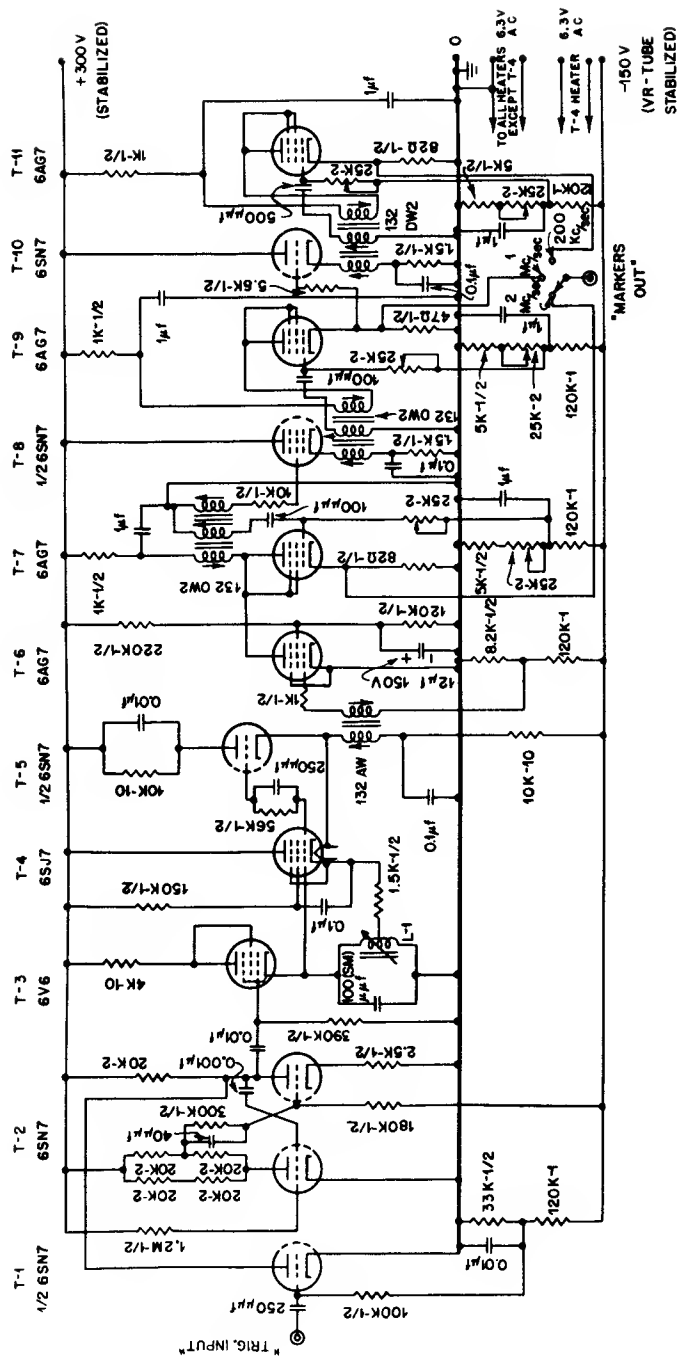 T-1
1/2 6SN7
T-2
6SN7
T-3
6V6
T-4
6SJ7
T-5
1/2 6SN7
T-6
6AG7
T-7
6AG7
T-8
1/2 6SN7
T-9
6AG7
T-10
6SN7
T-11
6AG7
+300V
(STABILIZED)
"TRIG. INPUT"
250μμf
100K-1/2
0.01μf
33K-1/2
120K-1
1.2M-1/2
20K-2
20K-2
20K-2
20K-2
40μμf
300K-1/2
20K-2
0.001μf
0.01μf
180K-1/2
2.5K-1/2
390K-1/2
4K-10
100(SM)
μμf
L-1
1.5K-1/2
150K-1/2
0.1μf
56K-1/2
250μμf
10K-10
0.01μf
132 AW
0.1μf
10K-10
220K-1/2
1K-1/2
12μf 150V
+
-
120K-1/2
8.2K-1/2
120K-1
1K-1/2
1μf
132 DW2
10K-1/2
100μμf
82Ω-1/2
25K-2
5K-1/2
25K-2
1μf
120K-1
1.5K-1/2
0.1μf
132 DW2
1K-1/2
1μf
100μμf
47Ω-1/2
25K-2
5K-1/2
25K-2
120K-1
1μf
5.6K-1/2
1.5K-1/2
0.1μf
132
DW2
500μμf
1K-1/2
1μf
82Ω-1/2
25K-2
5K-1/2
25K-2
120K-1
1μf
2
Mc/sec
1
Mc/sec
200
Kc/sec
"MARKERS
OUT"
0
TO ALL HEATERS
EXCEPT T-4
6.3V
AC
T-4 HEATER
6.3V
AC
-150V
(VR-TUBE
STABILIZED)